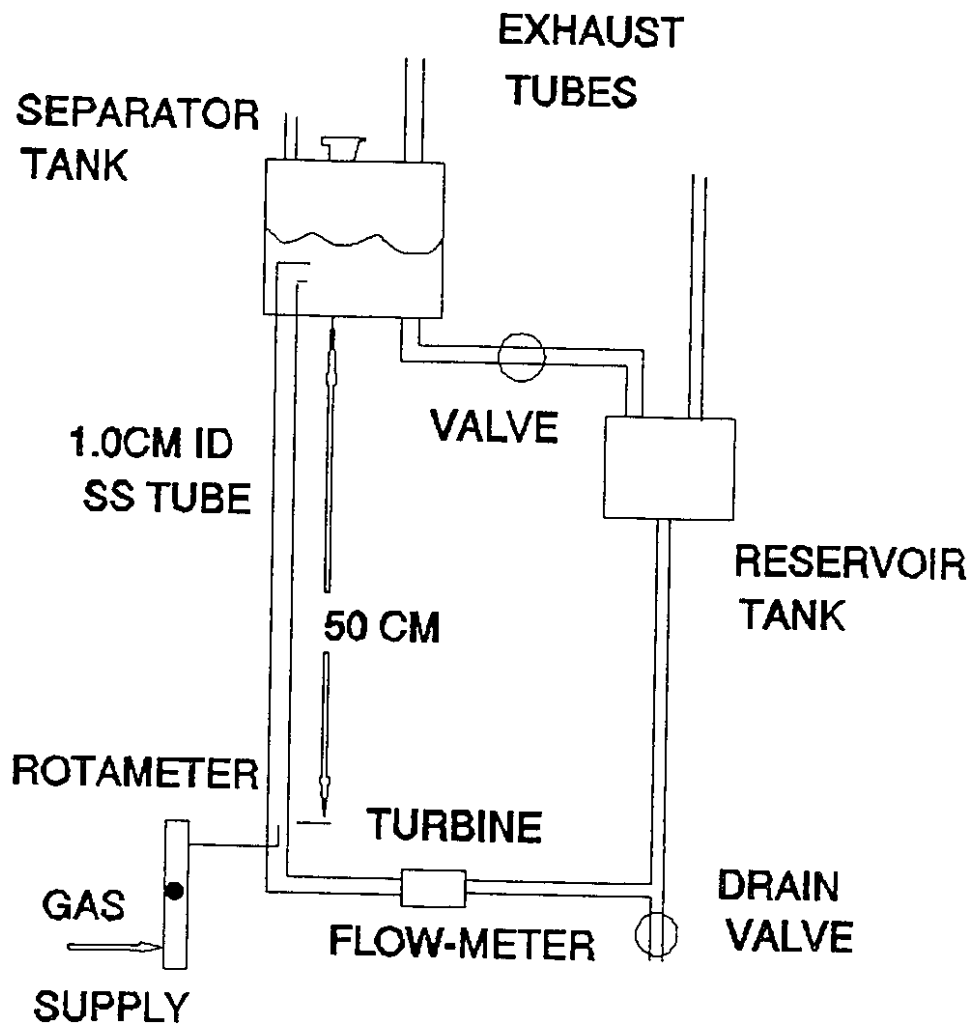 EXHAUST
TUBES
SEPARATOR
TANK
VALVE
1.0CM ID
SS TUBE
RESERVOIR
TANK
50 CM
ROTAMETER
TURBINE
FLOW-METER
DRAIN
VALVE
GAS
SUPPLY